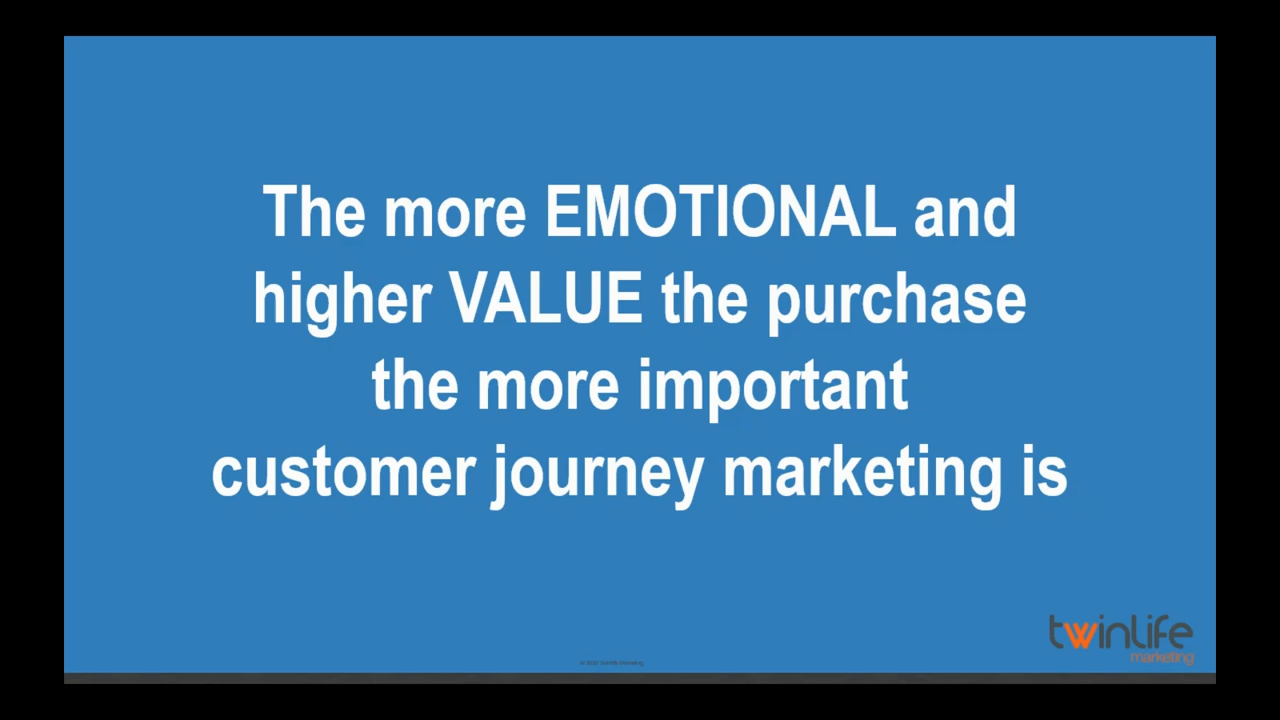 The more EMOTIONAL and
higher VALUE the purchase
the more important
customer journey marketing is
twinlife
marketing